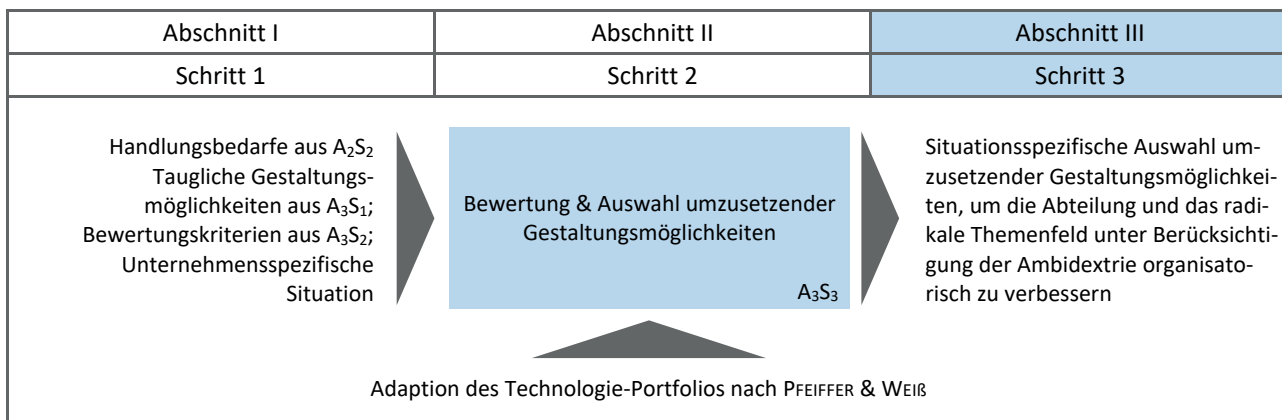 Abschnitt I
Abschnitt II
Abschnitt III
Schritt 1
Schritt 2
Schritt 3
Handlungsbedarfe aus A2S2
Taugliche Gestaltungs-
möglichkeiten aus A3S1;
Bewertungskriterien aus A3S2;
Unternehmensspezifische
Situation
Bewertung & Auswahl umzusetzender
Gestaltungsmöglichkeiten
A3S3
Situationsspezifische Auswahl um-
zusetzender Gestaltungsmöglichkei-
ten, um die Abteilung und das radi-
kale Themenfeld unter Berücksichti-
gung der Ambidextrie organisato-
risch zu verbessern
Adaption des Technologie-Portfolios nach PFEIFFER & WEIß